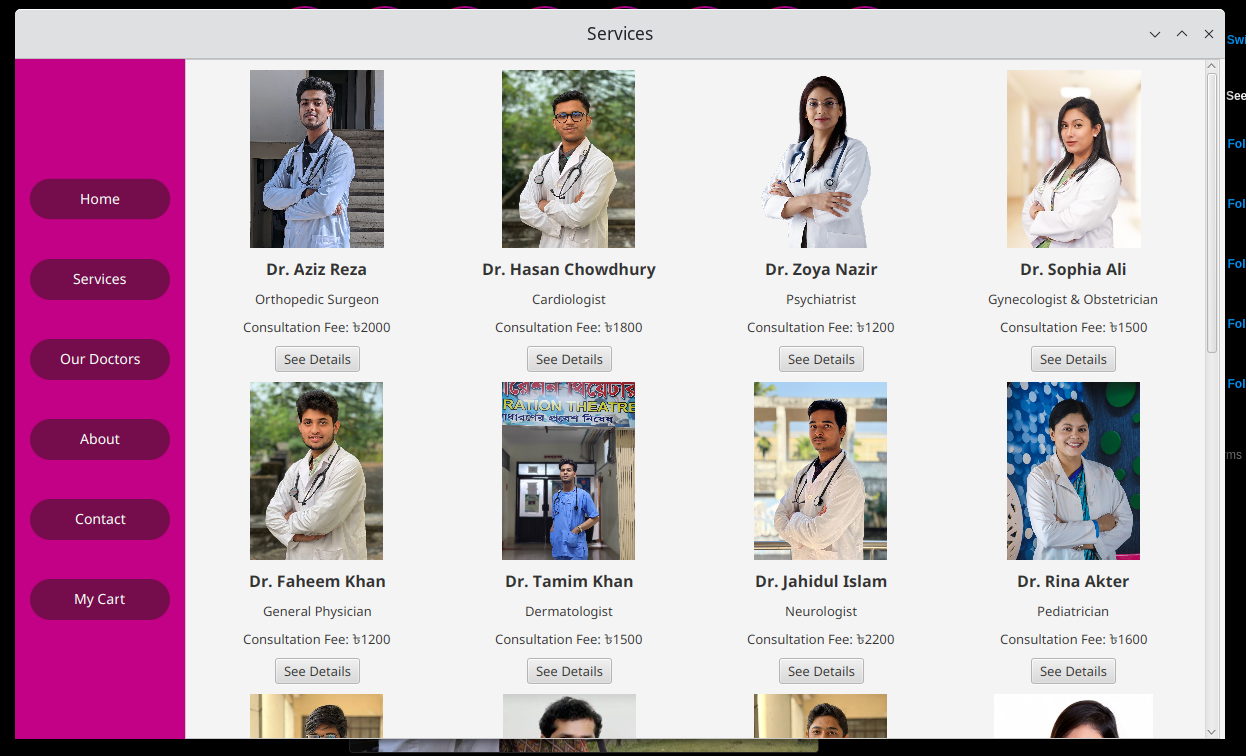 Services
Swi
See
Fol
Fol
Fol
Fol
Fol
ms
Home
Services
Our Doctors
About
Contact
My Cart
Dr. Aziz Reza
Orthopedic Surgeon
Consultation Fee: ৳2000
See Details
Dr. Hasan Chowdhury
Cardiologist
Consultation Fee: ৳1800
See Details
Dr. Zoya Nazir
Psychiatrist
Consultation Fee: ৳1200
See Details
Dr. Sophia Ali
Gynecologist & Obstetrician
Consultation Fee: ৳1500
See Details
Dr. Faheem Khan
General Physician
Consultation Fee: ৳1200
See Details
RATION THEATRE
Dr. Tamim Khan
Dermatologist
Consultation Fee: ৳1500
See Details
Dr. Jahidul Islam
Neurologist
Consultation Fee: ৳2200
See Details
Dr. Rina Akter
Pediatrician
Consultation Fee: ৳1600
See Details